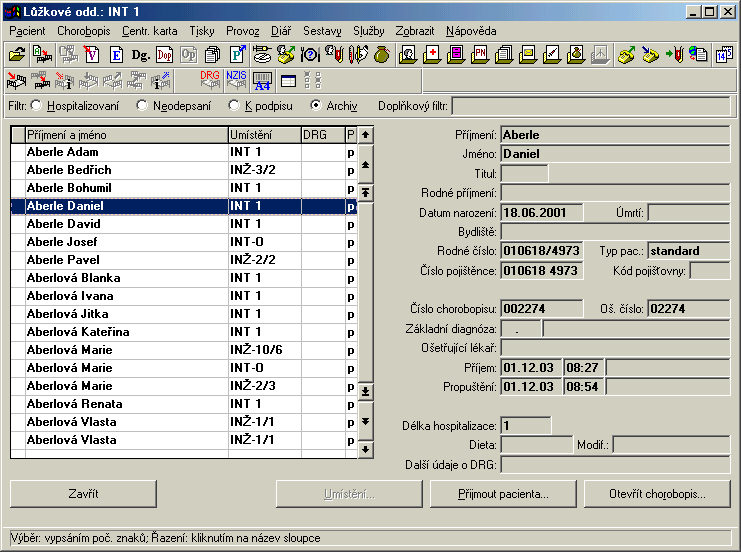 Lůžkové odd.: INT 1
Pacient Chorobopis Centr. karta Tisky Provoz Diář Sestavy Služby Zobrazit Nápověda
V E Dg. Dop Op P PN 14 15
DRG NZIS A4
Filtr: Hospitalizovaní Neodepsaní K podpisu Archiv Doplňkový filtr:
Příjmení a jméno Umístění DRG P
Aberle Adam INT 1 p
Aberle Bedřich INŽ-3/2 p
Aberle Bohumil INT 1 p
Aberle Daniel INT 1 p
Aberle David INT 1 p
Aberle Josef INT-O p
Aberle Pavel INŽ-2/2 p
Aberlová Blanka INT 1 p
Aberlová Ivana INT 1 p
Aberlová Jitka INT 1 p
Aberlová Kateřina INT 1 p
Aberlová Marie INŽ-10/6 p
Aberlová Marie INT-O p
Aberlová Marie INŽ-2/3 p
Aberlová Renata INT 1 p
Aberlová Vlasta INŽ-1/1 p
Aberlová Vlasta INŽ-1/1 p
Příjmení: Aberle
Jméno: Daniel
Titul:
Rodné příjmení:
Datum narození: 18.06.2001 Úmrtí:
Bydliště:
Rodné číslo: 010618/4973 Typ pac.: standard
Číslo pojištěnce: 010618 4973 Kód pojišťovny:
Číslo chorobopisu: 002274 Oš. číslo: 02274
Základní diagnóza: .
Ošetřující lékař:
Příjem: 01.12.03 08:27
Propuštění: 01.12.03 08:54
Délka hospitalizace: 1
Dieta: Modif.:
Další údaje o DRG:
Zavřít Umístění... Přijmout pacienta... Otevřít chorobopis...
Výběr: vypsáním poč. znaků; Řazení: kliknutím na název sloupce